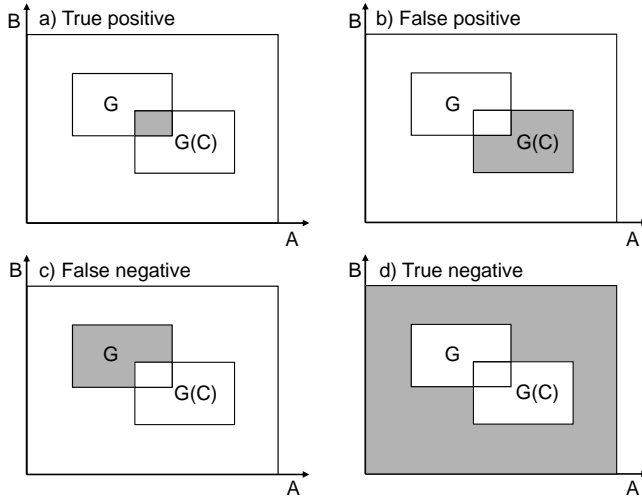 B a) True positive
G
G(C)
A
B b) False positive
G
G(C)
A
B c) False negative
G
G(C)
A
B d) True negative
G
G(C)
A